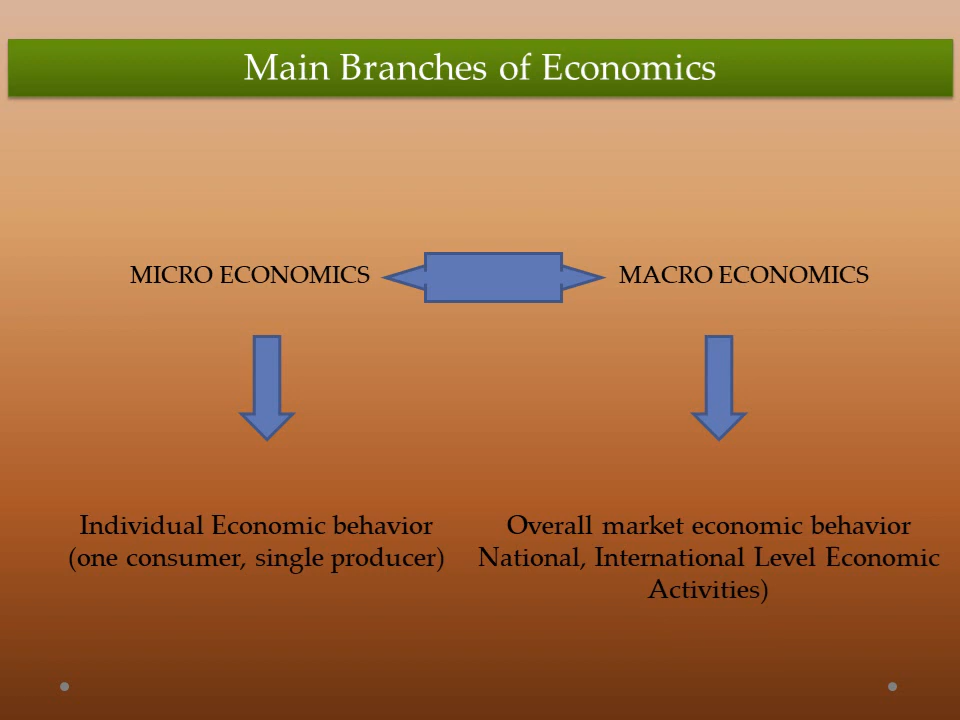 Main Branches of Economics
MICRO ECONOMICS
MACRO ECONOMICS
Individual Economic behavior
(one consumer, single producer)
Overall market economic behavior
National, International Level Economic
Activities)